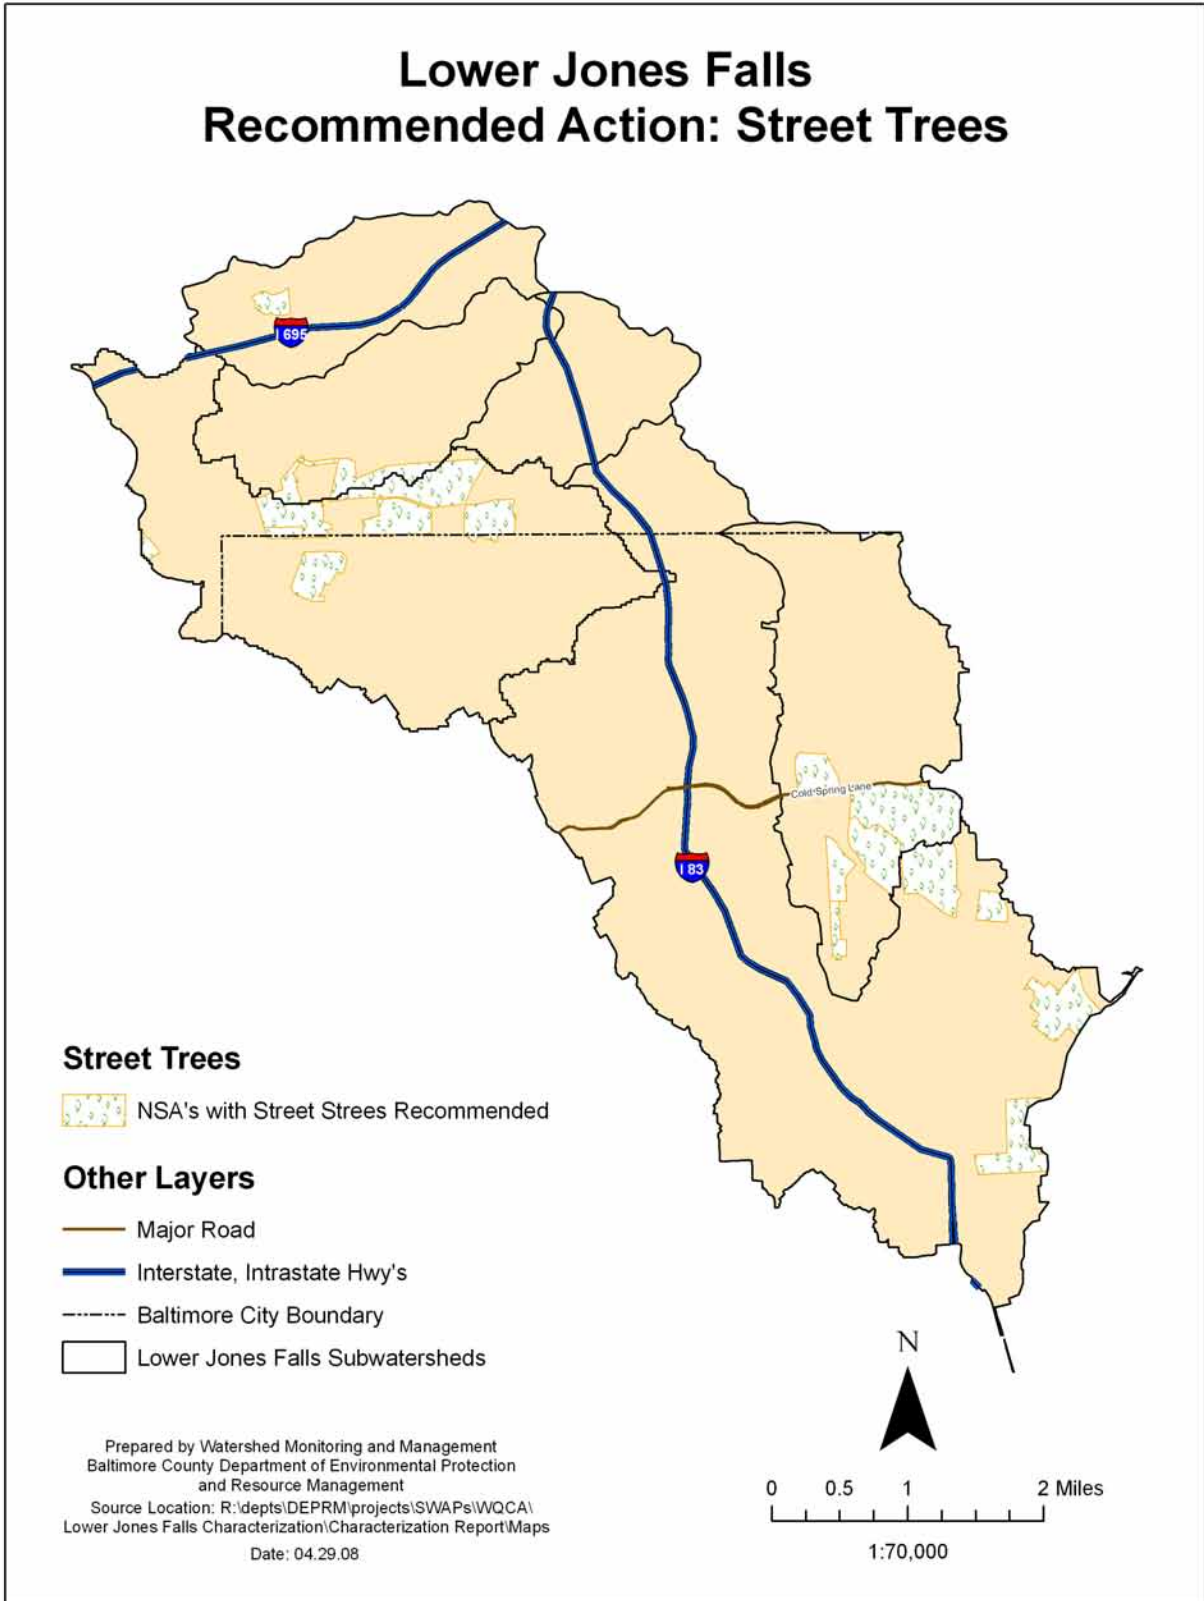 Lower Jones Falls
Recommended Action: Street Trees
I 695
Cold Spring Lane
I 83
Street Trees
NSA's with Street Strees Recommended
Other Layers
Major Road
Interstate, Intrastate Hwy's
Baltimore City Boundary
Lower Jones Falls Subwatersheds
N
Prepared by Watershed Monitoring and Management
Baltimore County Department of Environmental Protection
and Resource Management
Source Location: R:\depts\DEPRM\projects\SWAPs\WQCA\
Lower Jones Falls Characterization\Characterization Report\Maps
Date: 04.29.08
0 0.5 1 2 Miles
1:70,000